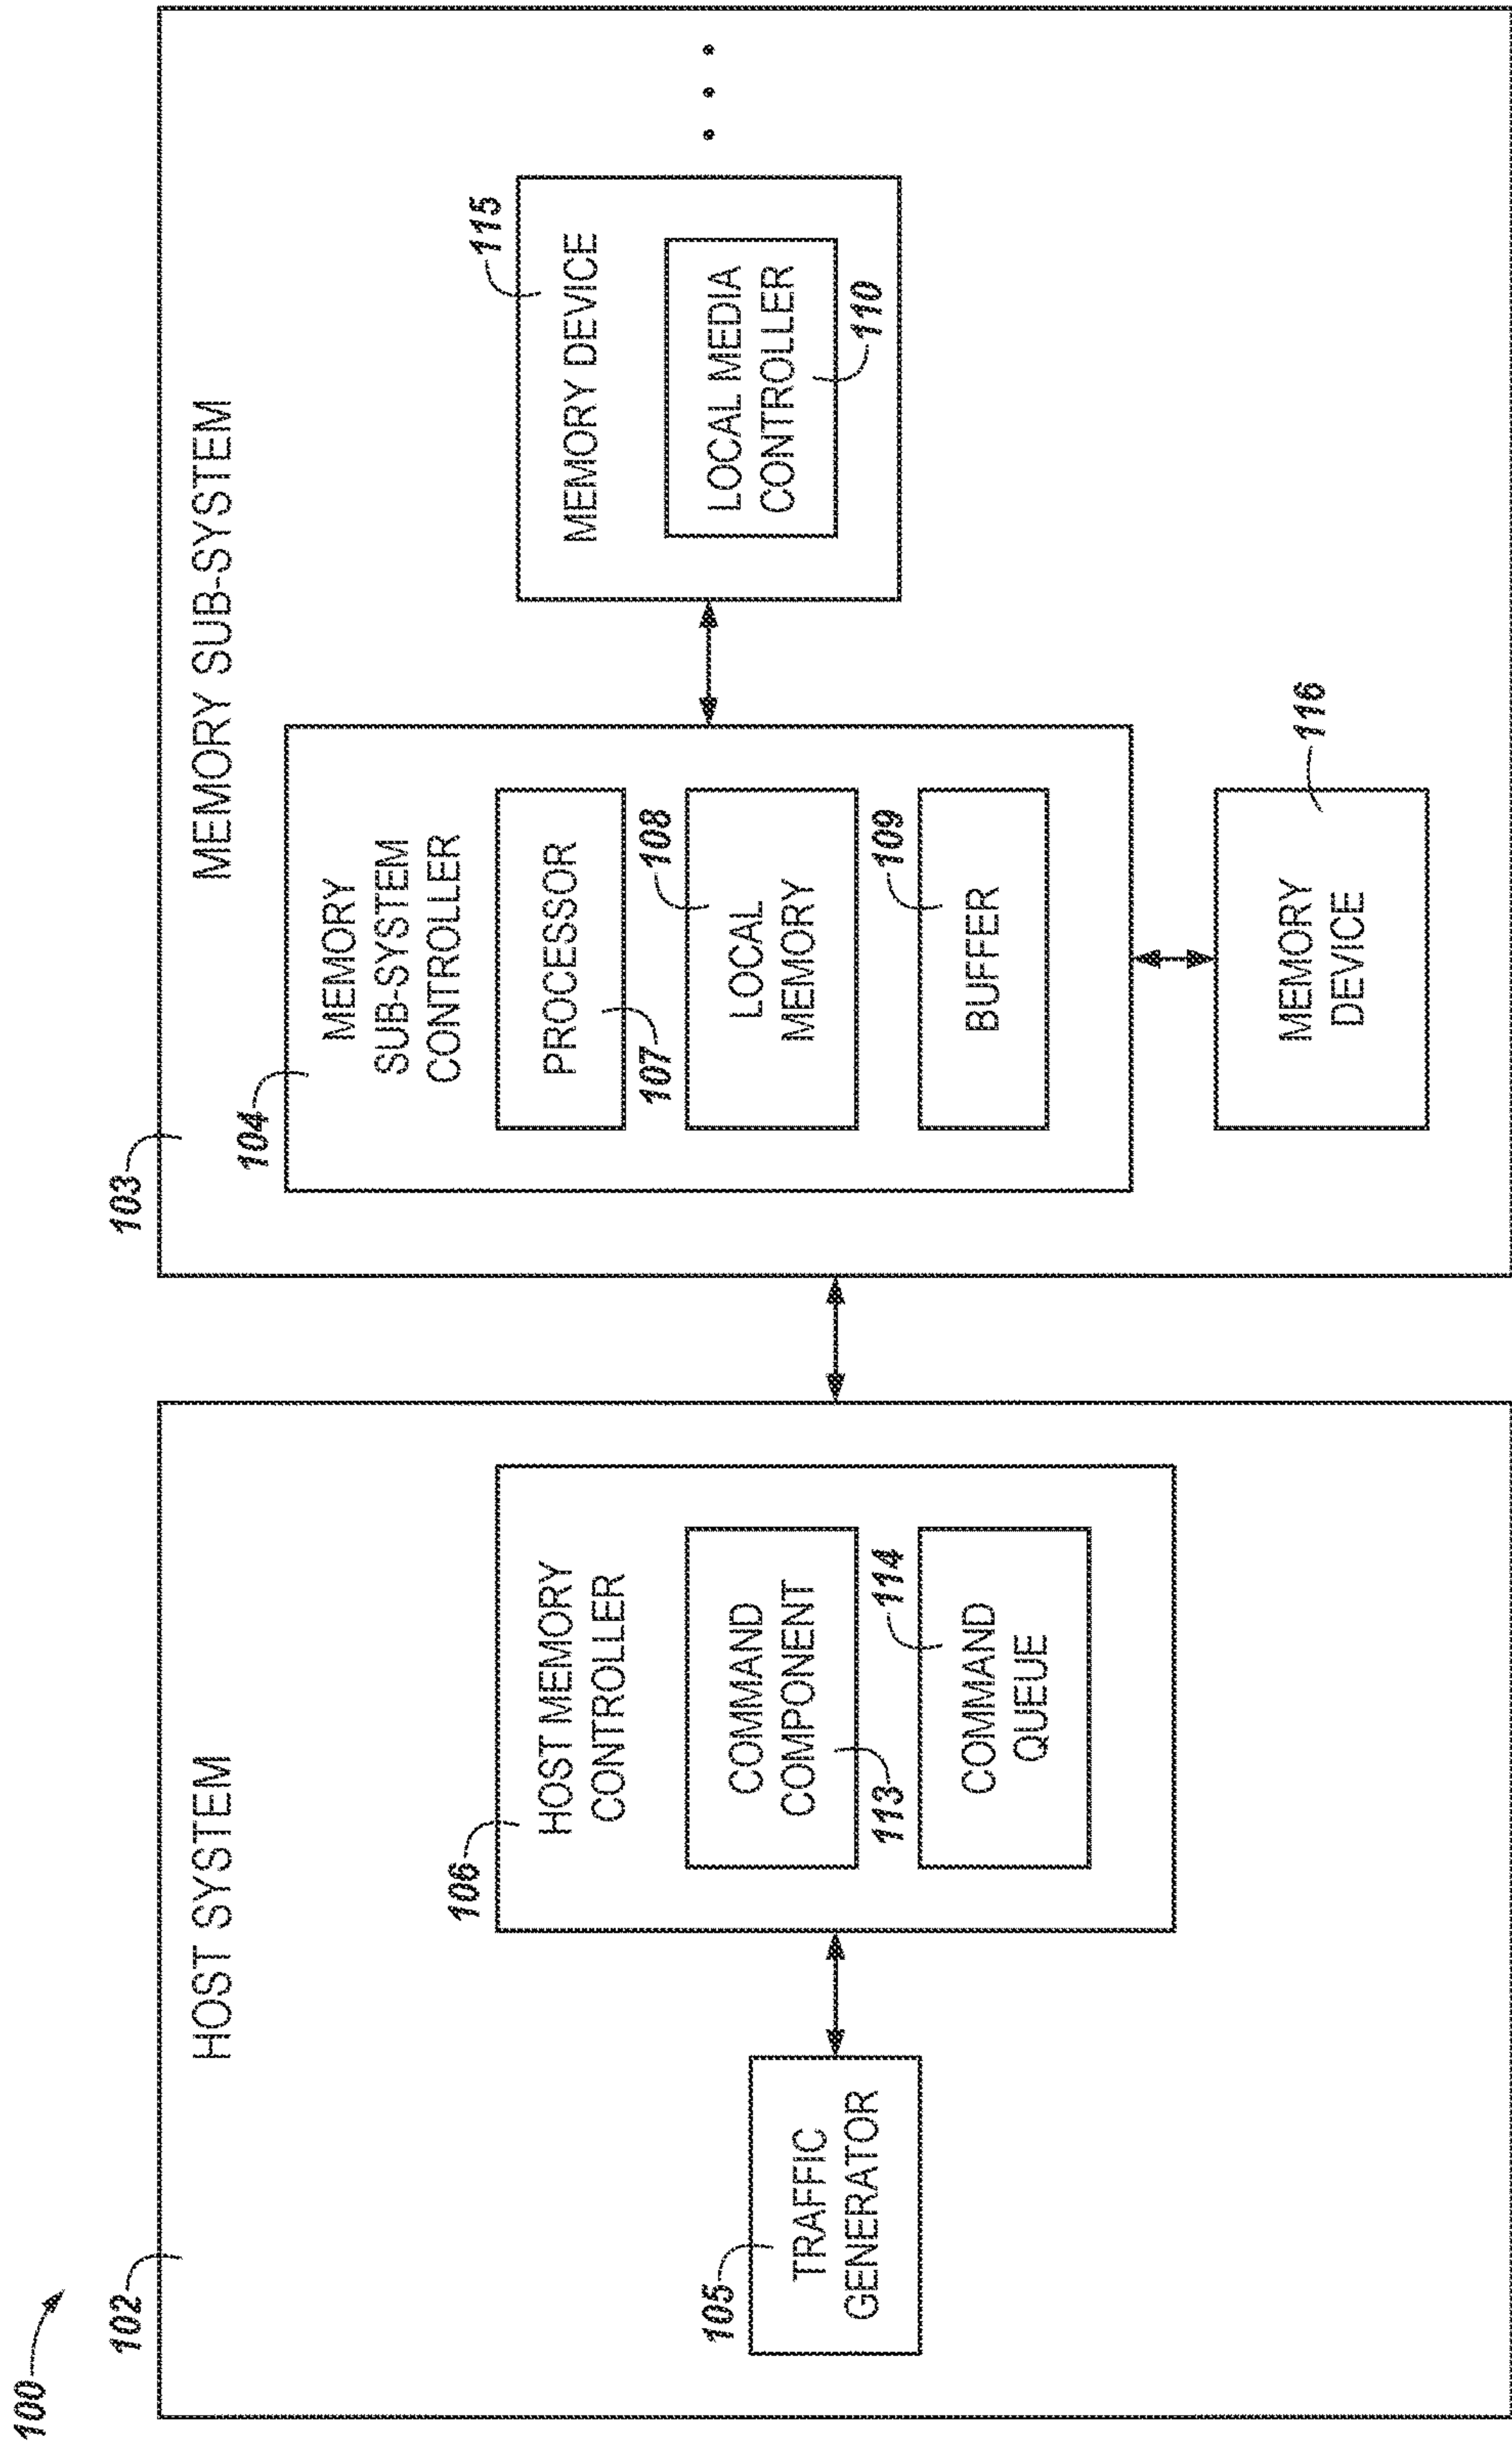 100
102
HOST SYSTEM
105
TRAFFIC
GENERATOR
106
HOST MEMORY
CONTROLLER
COMMAND
COMPONENT
113
114
COMMAND
QUEUE
103
MEMORY SUB-SYSTEM
104
MEMORY
SUB-SYSTEM
CONTROLLER
PROCESSOR
107
108
LOCAL
MEMORY
109
BUFFER
116
MEMORY
DEVICE
115
MEMORY DEVICE
LOCAL MEDIA
CONTROLLER
110